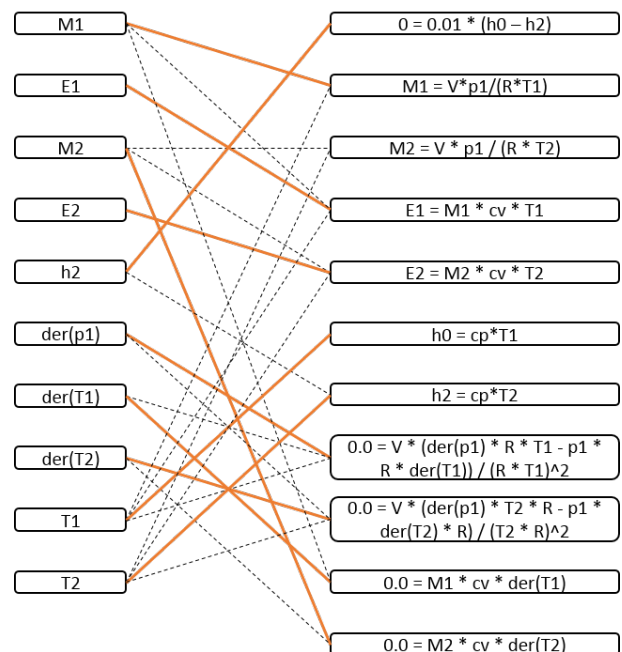 M1
0 = 0.01 * (h0 – h2)
E1
M1 = V*p1/(R*T1)
M2
M2 = V * p1 / (R * T2)
E2
E1 = M1 * cv * T1
h2
E2 = M2 * cv * T2
der(p1)
h0 = cp*T1
der(T1)
h2 = cp*T2
der(T2)
0.0 = V * (der(p1) * R * T1 - p1 *
R * der(T1)) / (R * T1)^2
T1
0.0 = V * (der(p1) * T2 * R - p1 *
der(T2) * R) / (T2 * R)^2
T2
0.0 = M1 * cv * der(T1)
0.0 = M2 * cv * der(T2)